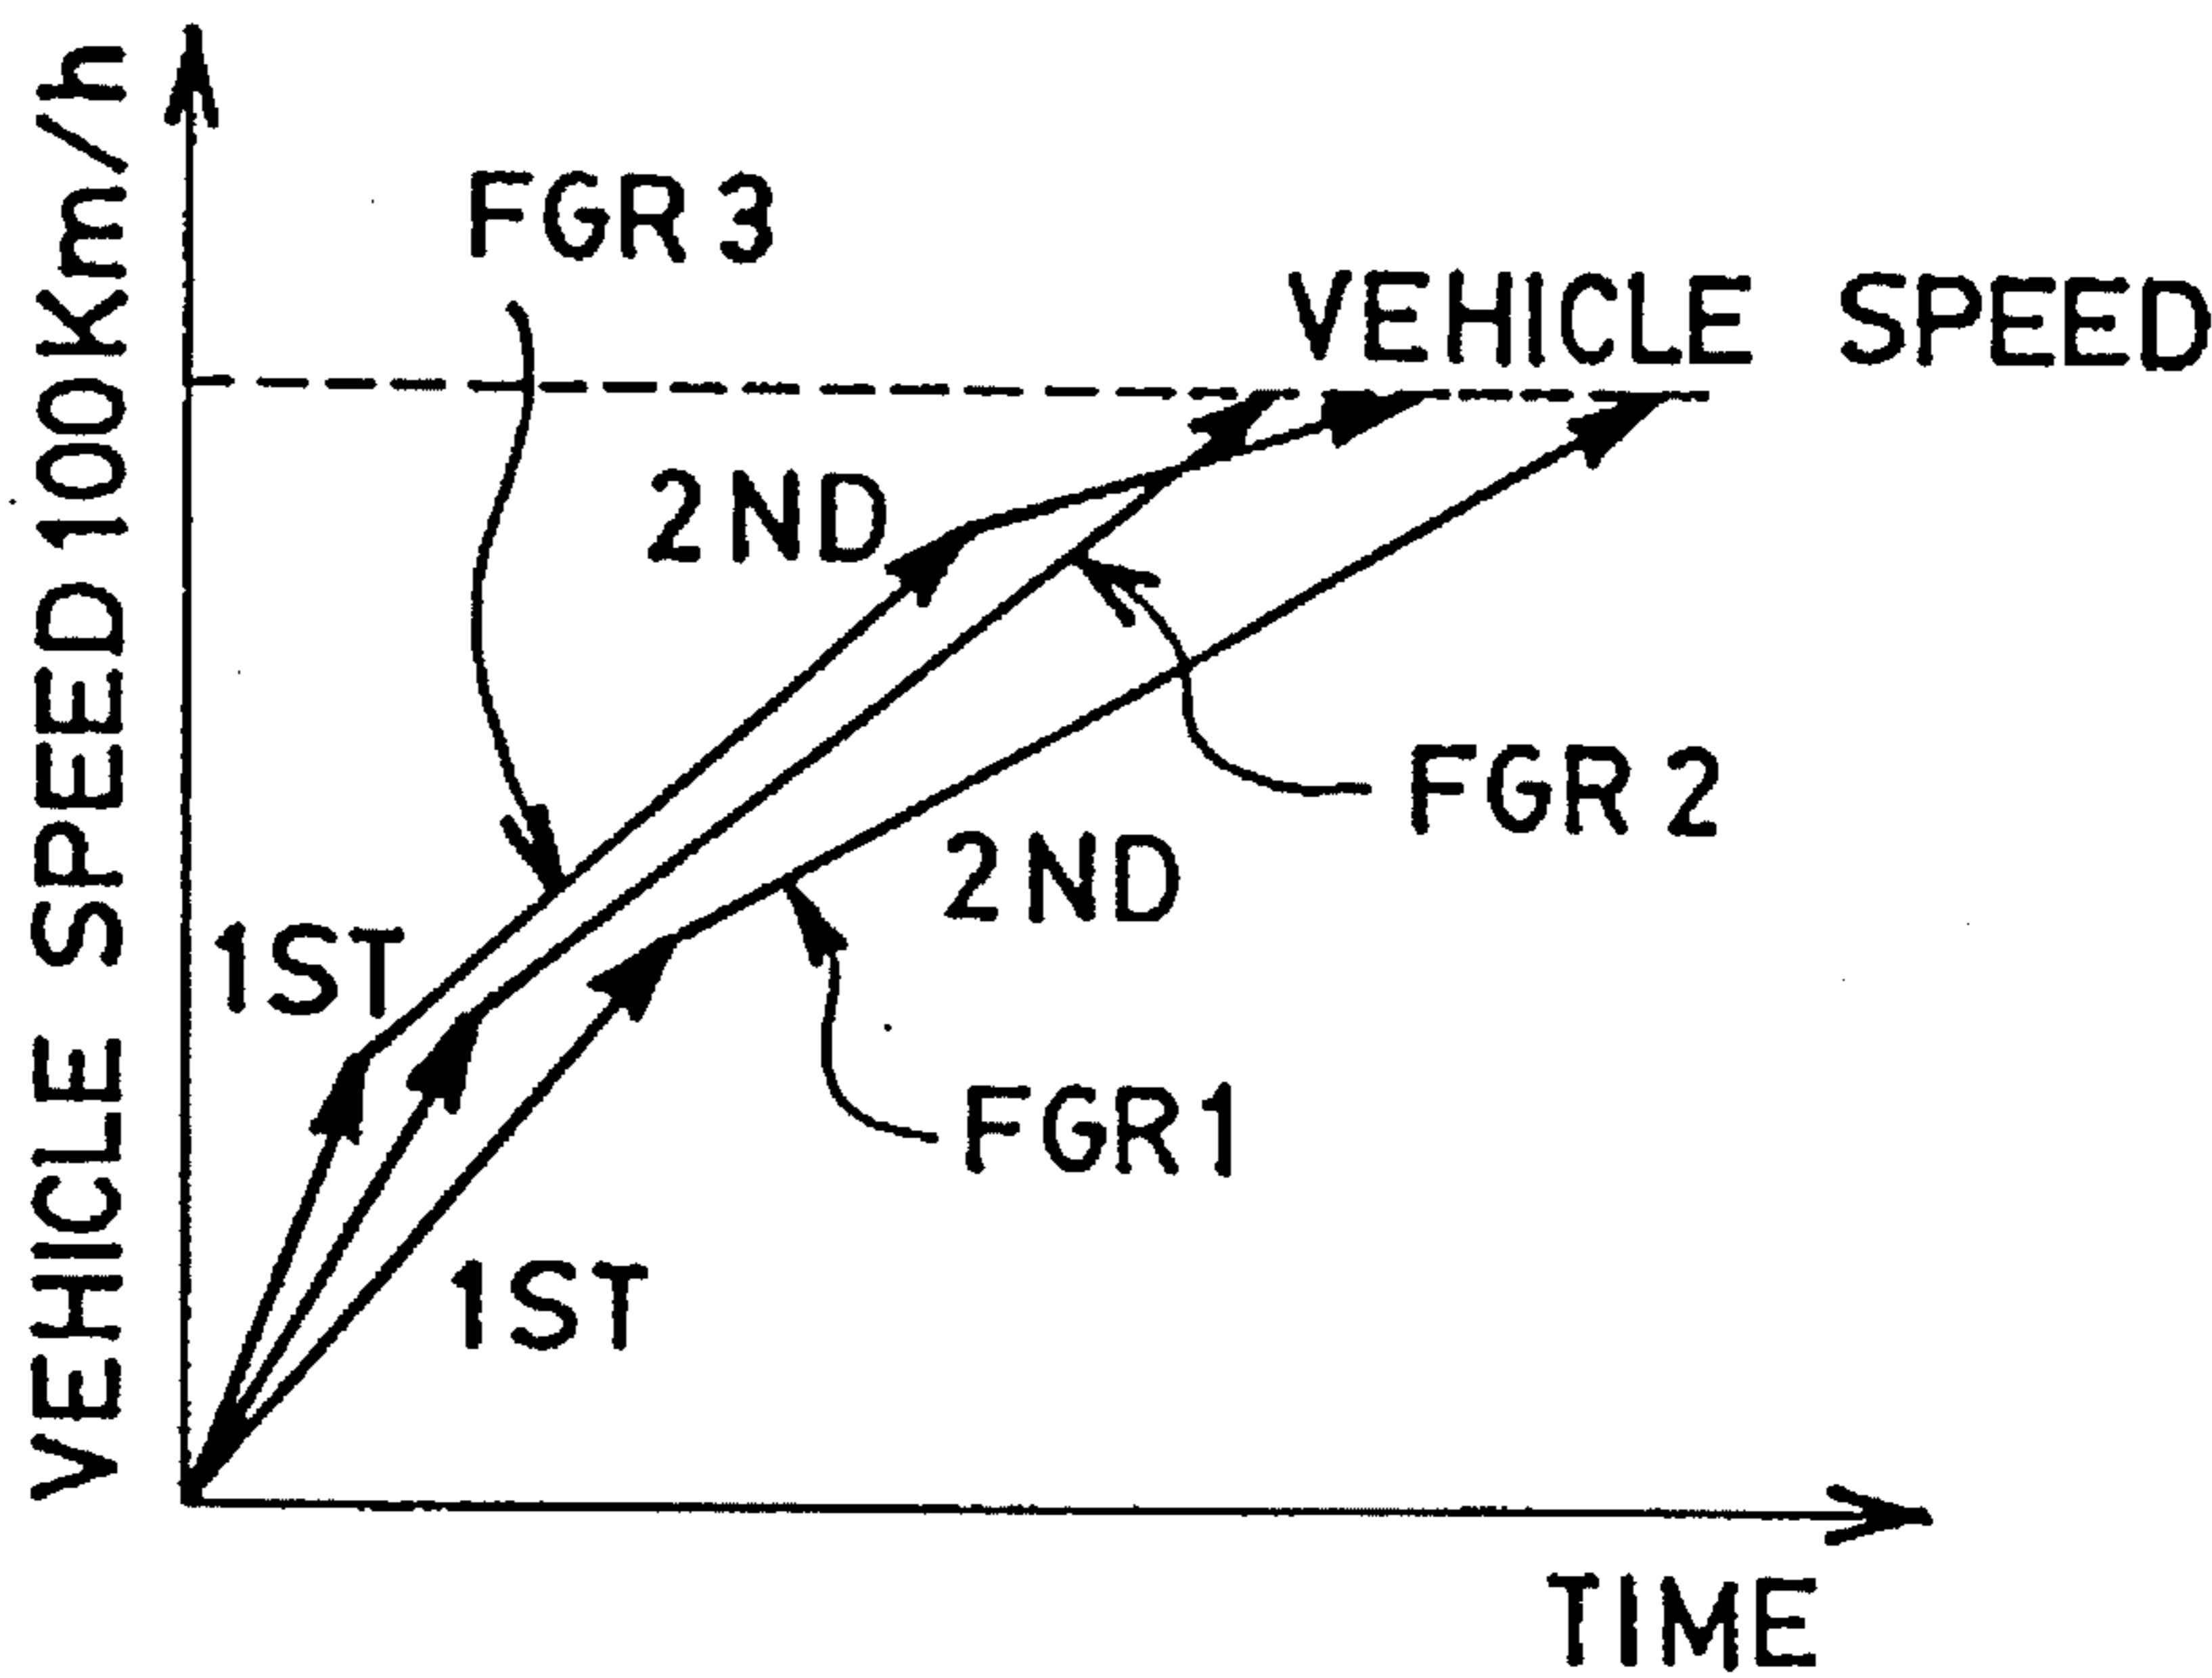 VEHICLE SPEED 100Km/h
FGR 3
VEHICLE SPEED
2ND
FGR 2
2ND
1ST
FGR1
1ST
TIME